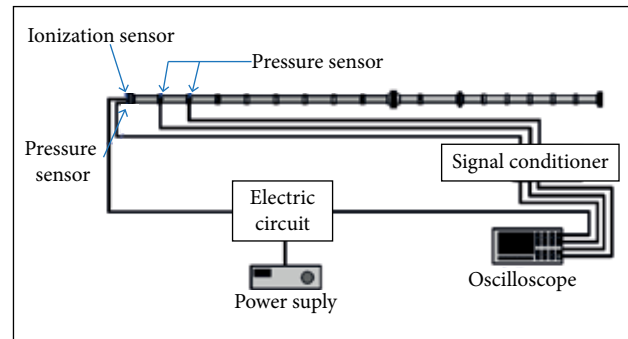 Ionization sensor
Pressure sensor
Pressure
sensor
Signal conditioner
Electric
circuit
Oscilloscope
Power suply